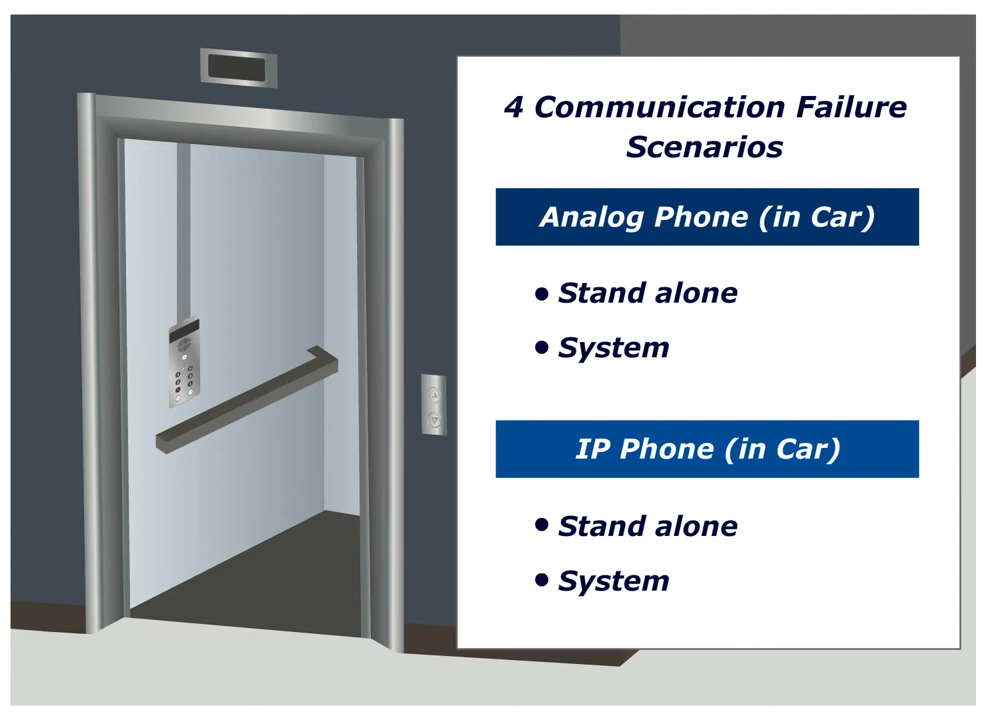 4 Communication Failure
Scenarios
Analog Phone (in Car)
• Stand alone
• System
IP Phone (in Car)
• Stand alone
• System